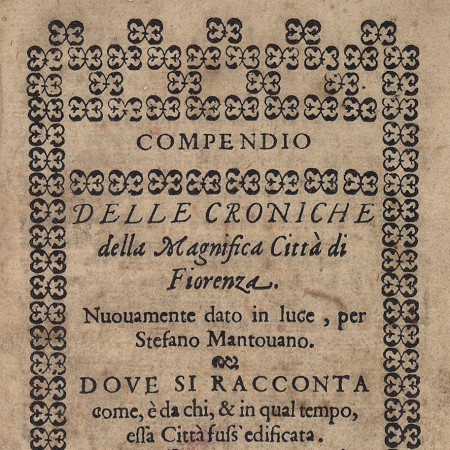 COMPENDIO
DELLE CRONICHE
della Magnifica Città di
Fiorenza.
Nuouamente dato in luce, per
Stefano Mantouano.
DOVE SI RACCONTA
come, è da chi, & in qual tempo,
essa Città fuss' edificata.